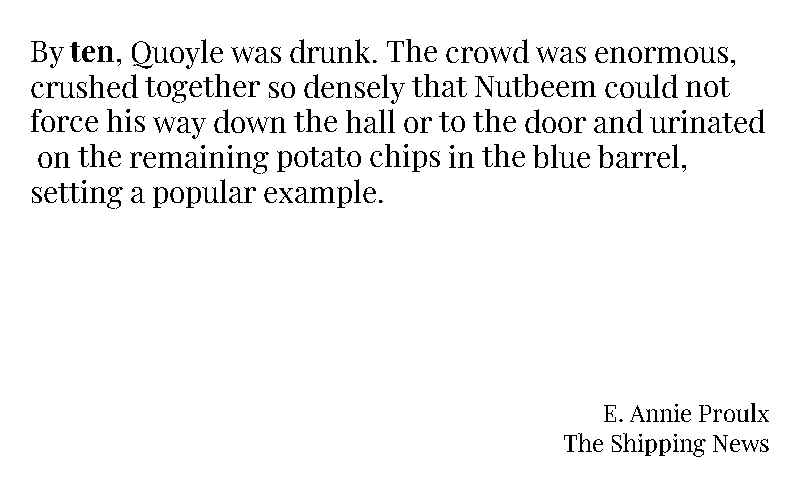 By ten, Quoyle was drunk. The crowd was enormous,
crushed together so densely that Nutbeem could not
force his way down the hall or to the door and urinated
on the remaining potato chips in the blue barrel,
setting a popular example.
E. Annie Proulx
The Shipping News